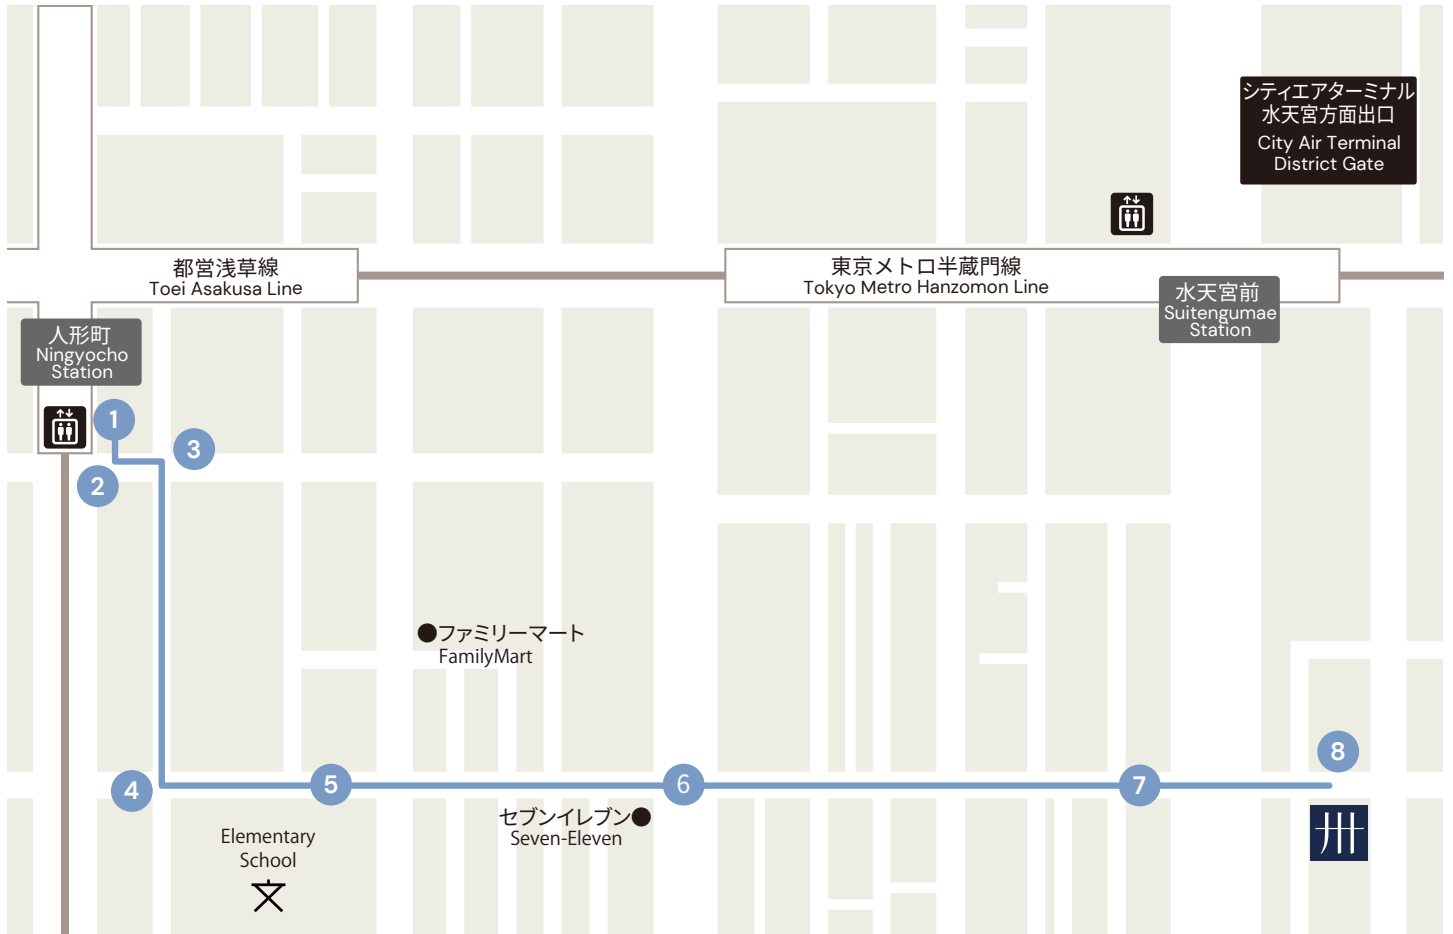 シティエアターミナル
水天宮方面出口
City Air Terminal
District Gate
都営浅草線
Toei Asakusa Line
東京メトロ半蔵門線
Tokyo Metro Hanzomon Line
水天宮前
Suitengumae
Station
人形町
Ningyocho
Station
1
2
3
ファミリーマート
FamilyMart
4
5
6
7
8
セブンイレブン
Seven-Eleven
Elementary
School
文
州